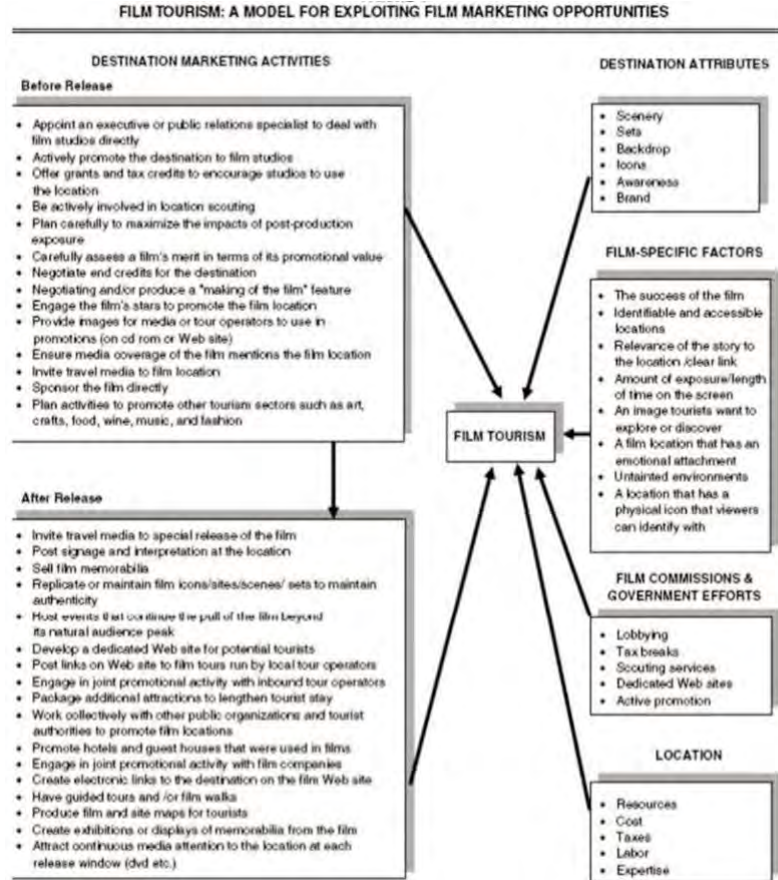 FILM TOURISM: A MODEL FOR EXPLOITING FILM MARKETING OPPORTUNITIES
DESTINATION MARKETING ACTIVITIES
Before Release
• Appoint an executive or public relations specialist to deal with
film studios directly
• Actively promote the destination to film studios
• Offer grants and tax credits to encourage studios to use
the location
• Be actively involved in location scouting
• Plan carefully to maximize the impacts of post-production
exposure
• Carefully assess a film's merit in terms of its promotional value
• Negotiate end credits for the destination
• Negotiating and/or produce a "making of the film" feature
• Engage the film's stars to promote the film location
• Provide images for media or tour operators to use in
promotions (on cd rom or Web site)
• Ensure media coverage of the film mentions the film location
• Invite travel media to film location
• Sponsor the film directly
• Plan activities to promote other tourism sectors such as art,
crafts, food, wine, music, and fashion
After Release
• Invite travel media to special release of the film
• Post signage and interpretation at the location
• Sell film memorabilia
• Replicate or maintain film icons/sites/scenes/ sets to maintain
authenticity
• Host events that continue the pull of the film beyond
its natural audience peak
• Develop a dedicated Web site for potential tourists
• Post links on Web site to film tours run by local tour operators
• Engage in joint promotional activity with inbound tour operators
• Package additional attractions to lengthen tourist stay
• Work collectively with other public organizations and tourist
authorities to promote film locations
• Promote hotels and guest houses that were used in films
• Engage in joint promotional activity with film companies
• Create electronic links to the destination on the film Web site
• Have guided tours and /or film walks
• Produce film and site maps for tourists
• Create exhibitions or displays of memorabilia from the film
• Attract continuous media attention to the location at each
release window (dvd etc.)
FILM TOURISM
DESTINATION ATTRIBUTES
• Scenery
• Sets
• Backdrop
• Icons
• Awareness
• Brand
FILM-SPECIFIC FACTORS
• The success of the film
• Identifiable and accessible
locations
• Relevance of the story to
the location /clear link
• Amount of exposure/length
of time on the screen
• An image tourists want to
explore or discover
• A film location that has an
emotional attachment
• Untainted environments
• A location that has a
physical icon that viewers
can identify with
FILM COMMISSIONS &
GOVERNMENT EFFORTS
• Lobbying
• Tax breaks
• Scouting services
• Dedicated Web sites
• Active promotion
LOCATION
• Resources
• Cost
• Taxes
• Labor
• Expertise